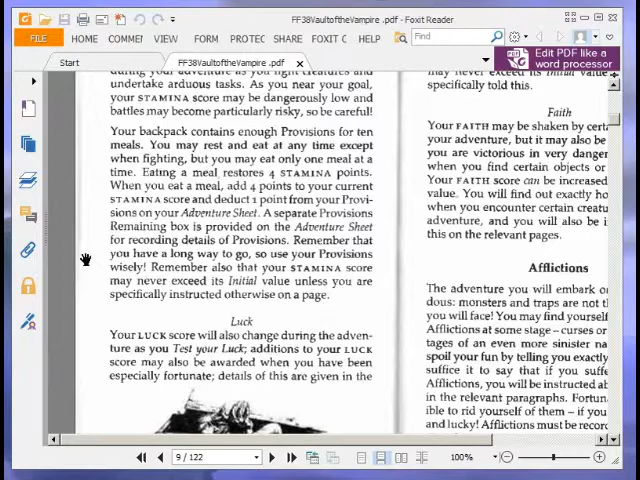 FF38VaultoftheVampire .pdf - Foxit Reader
FILE HOME COMMEN VIEW FORM PROTEC SHARE FOXIT C HELP Find
Start FF38VaultoftheVampire .pdf
Edit PDF like a
word processor
during your adventure as you fight creatures and
undertake arduous tasks. As you near your goal,
your STAMINA score may be dangerously low and
battles may become particularly risky, so be careful!
Your backpack contains enough Provisions for ten
meals. You may rest and eat at any time except
when fighting, but you may eat only one meal at a
time. Eating a meal restores 4 STAMINA points.
When you eat a meal, add 4 points to your current
STAMINA score and deduct 1 point from your Provi-
sions on your Adventure Sheet. A separate Provisions
Remaining box is provided on the Adventure Sheet
for recording details of Provisions. Remember that
you have a long way to go, so use your Provisions
wisely! Remember also that your STAMINA score
may never exceed its Initial value unless you are
specifically instructed otherwise on a page.
Luck
Your LUCK score will also change during the adven-
ture as you Test your Luck; additions to your LUCK
score may also be awarded when you have been
especially fortunate; details of this are given in the
may never exceed its Initial value
specifically told this.
Faith
Your FAITH may be shaken by certa
your adventure, but it may also be
you are victorious in very danger
when you find certain objects or
Your FAITH score can be increased
value. You will find out exactly ho
when you encounter certain creatu
adventure, and you will also be i
this on the relevant pages.
Afflictions
The adventure you will embark o
dous: monsters and traps are not t
you will face! You may find yourself
Afflictions at some stage – curses or
tages of an even more sinister na
spoil your fun by telling you exactly
suffice it to say that if you suffe
Afflictions, you will be instructed ab
in the relevant paragraphs. Fortun
ible to rid yourself of them – if you
and lucky! Afflictions must be recor
9 / 122
100%